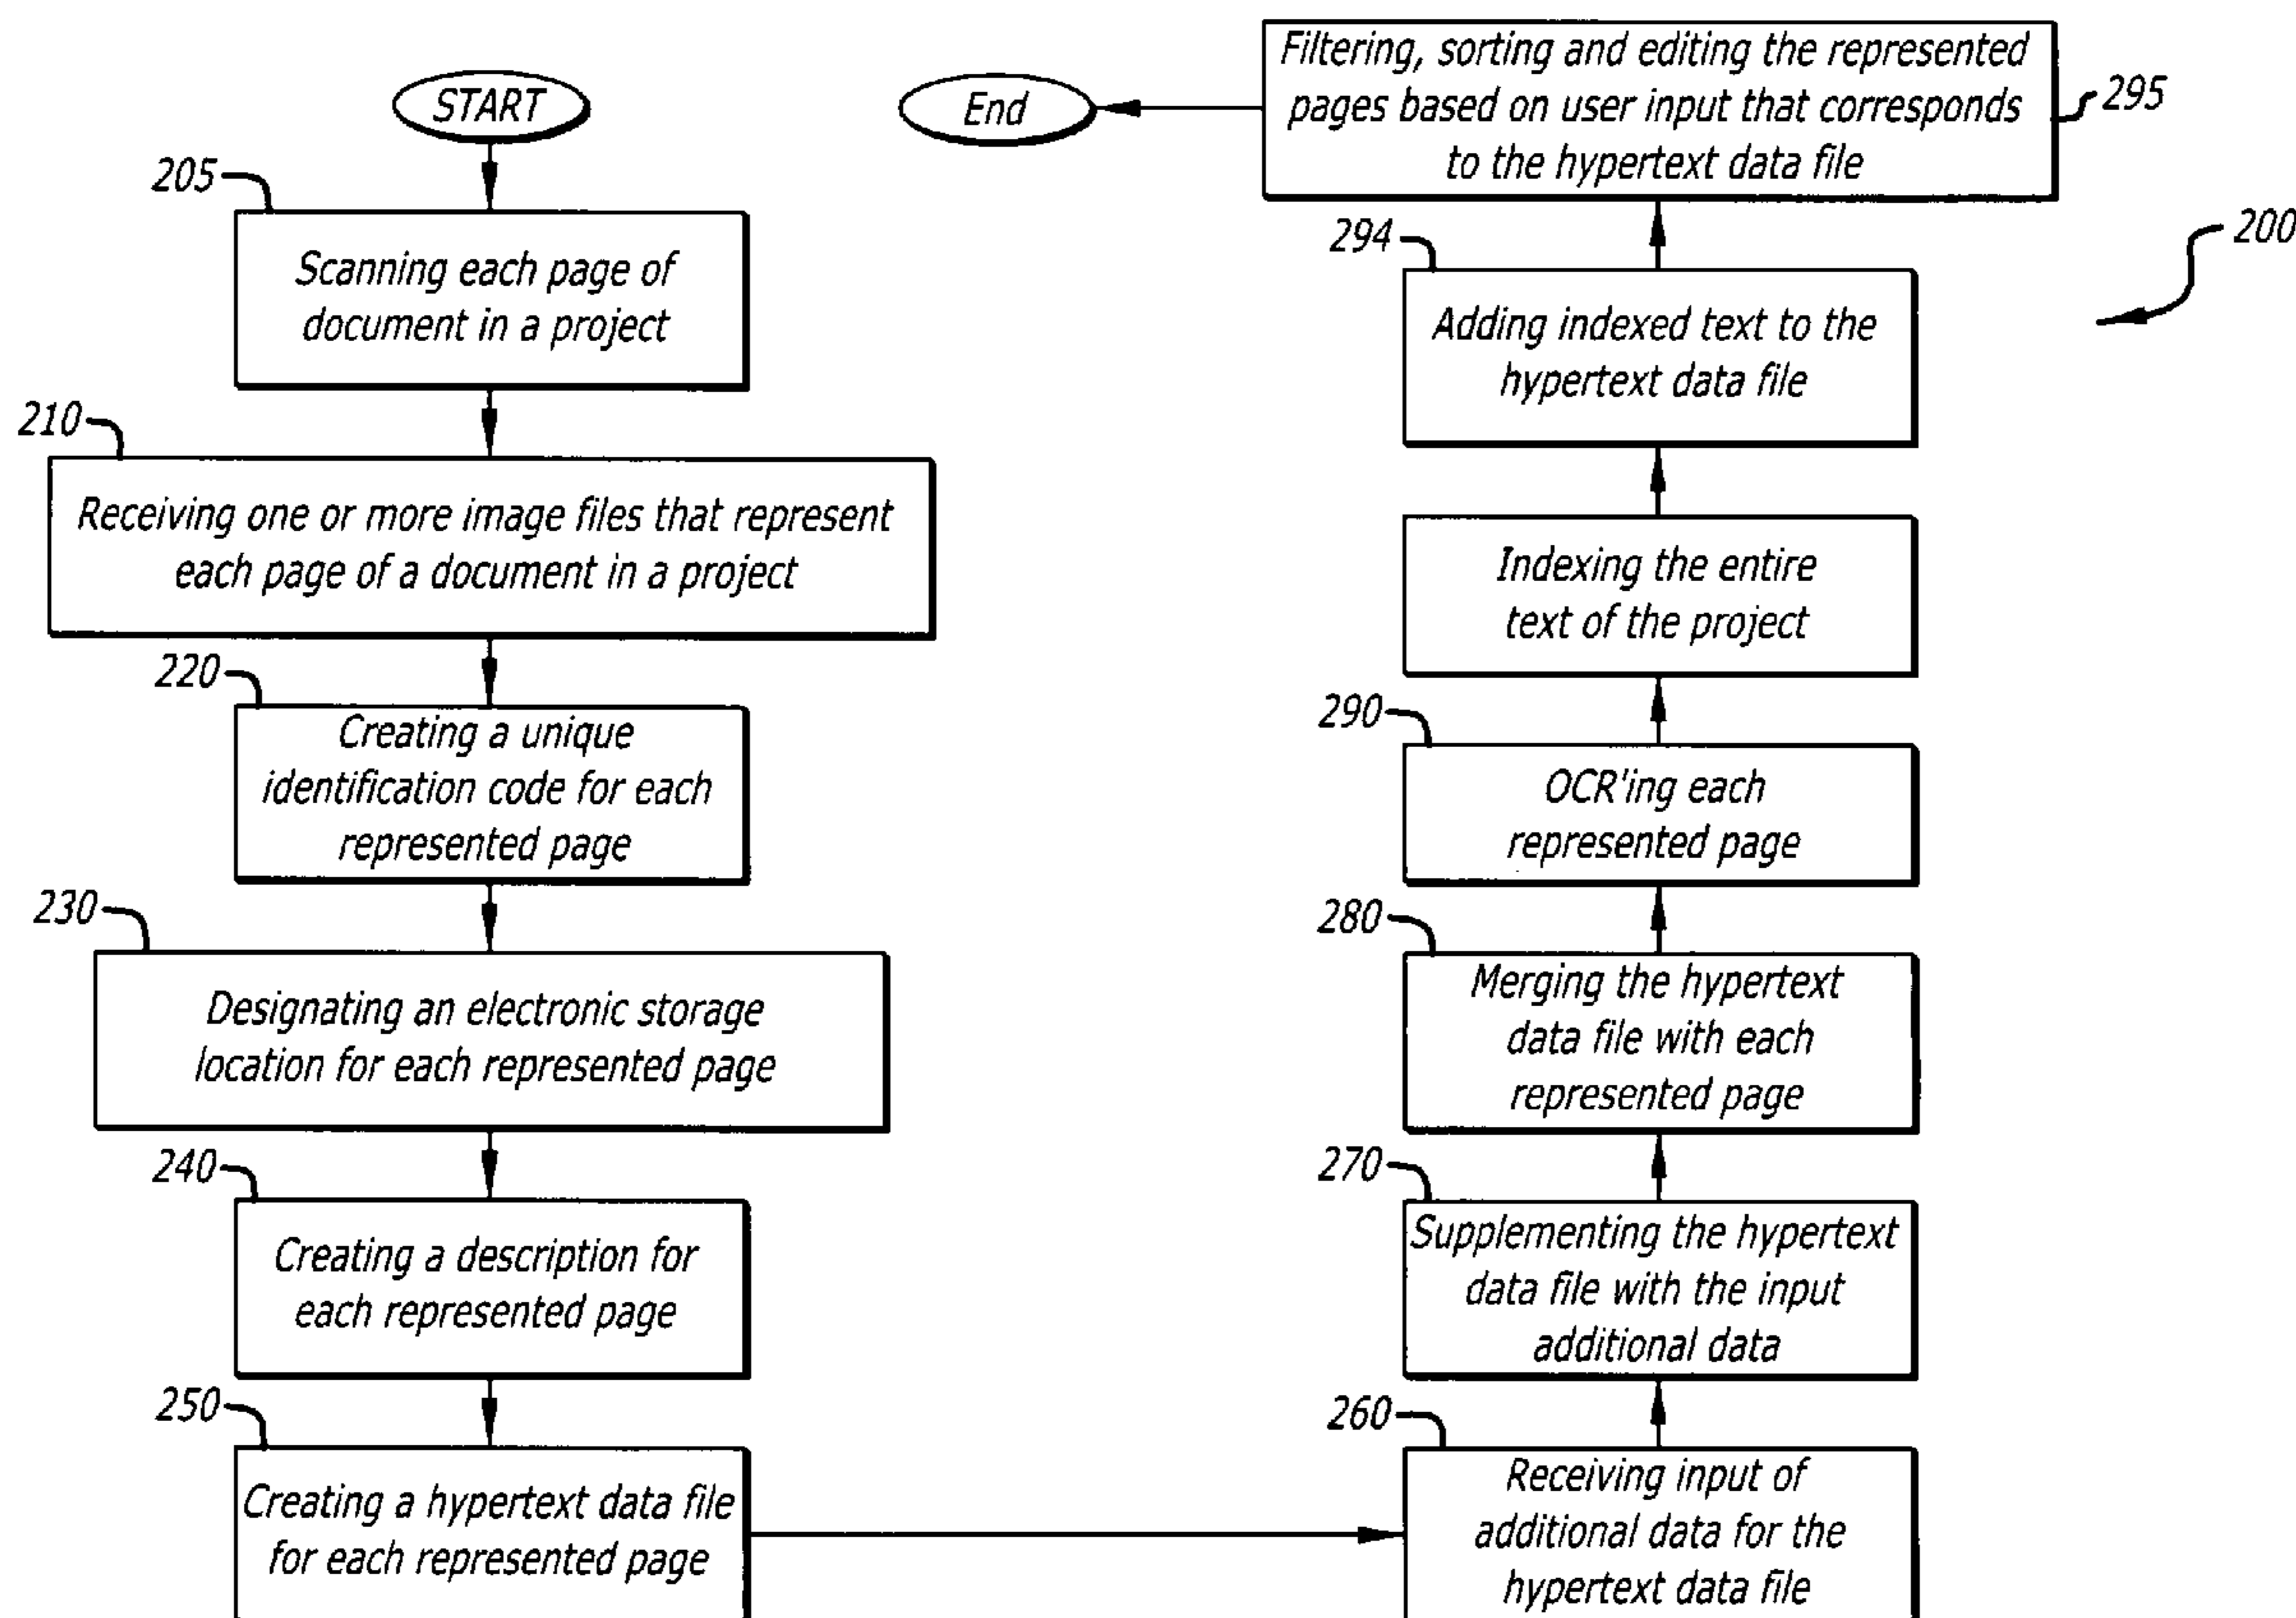 START
205
Scanning each page of
document in a project
210
Receiving one or more image files that represent
each page of a document in a project
220
Creating a unique
identification code for each
represented page
230
Designating an electronic storage
location for each represented page
240
Creating a description for
each represented page
250
Creating a hypertext data file
for each represented page
260
Receiving input of
additional data for the
hypertext data file
270
Supplementing the hypertext
data file with the input
additional data
280
Merging the hypertext
data file with each
represented page
290
OCR'ing each
represented page
Indexing the entire
text of the project
294
Adding indexed text to the
hypertext data file
295
Filtering, sorting and editing the represented
pages based on user input that corresponds
to the hypertext data file
End
200